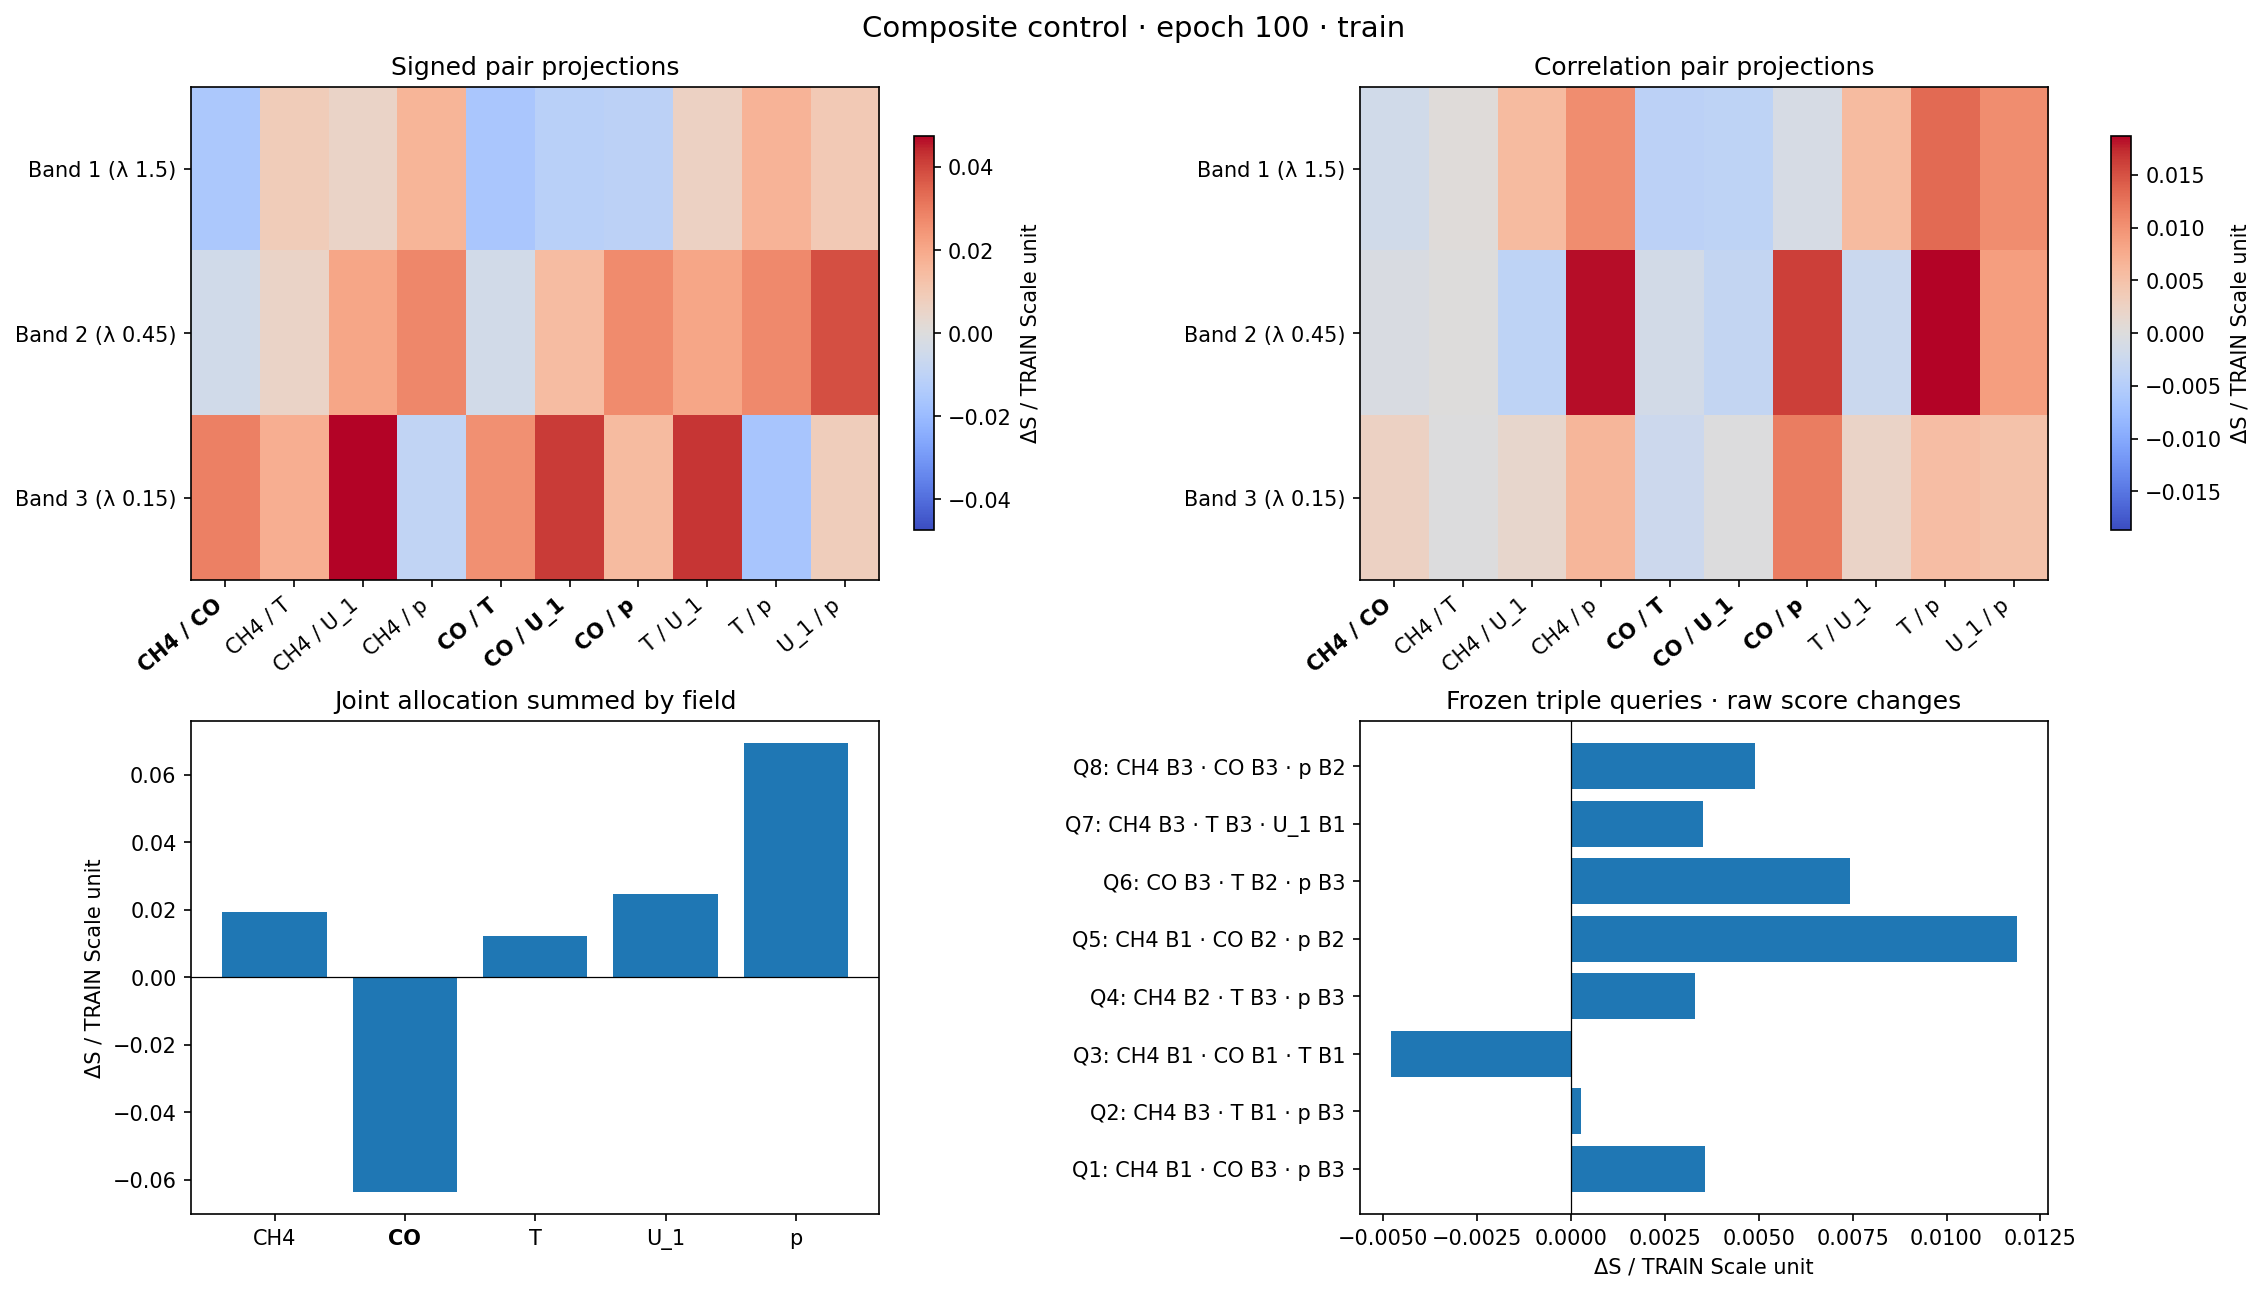 Composite control · epoch 100 · train
Signed pair projections
Band 1 (λ 1.5)
Band 2 (λ 0.45)
Band 3 (λ 0.15)
CH4 / CO
CH4 / T
CH4 / U_1
CH4 / p
CO / T
CO / U_1
CO / p
T / U_1
T / p
U_1 / p
0.04
0.02
0.00
−0.02
−0.04
ΔS / TRAIN Scale unit
Correlation pair projections
Band 1 (λ 1.5)
Band 2 (λ 0.45)
Band 3 (λ 0.15)
CH4 / CO
CH4 / T
CH4 / U_1
CH4 / p
CO / T
CO / U_1
CO / p
T / U_1
T / p
U_1 / p
0.015
0.010
0.005
0.000
−0.005
−0.010
−0.015
ΔS / TRAIN Scale unit
Joint allocation summed by field
ΔS / TRAIN Scale unit
0.06
0.04
0.02
0.00
−0.02
−0.04
−0.06
CH4
CO
T
U_1
p
Frozen triple queries · raw score changes
Q8: CH4 B3 · CO B3 · p B2
Q7: CH4 B3 · T B3 · U_1 B1
Q6: CO B3 · T B2 · p B3
Q5: CH4 B1 · CO B2 · p B2
Q4: CH4 B2 · T B3 · p B3
Q3: CH4 B1 · CO B1 · T B1
Q2: CH4 B3 · T B1 · p B3
Q1: CH4 B1 · CO B3 · p B3
−0.0050 −0.0025 0.0000 0.0025 0.0050 0.0075 0.0100 0.0125
ΔS / TRAIN Scale unit